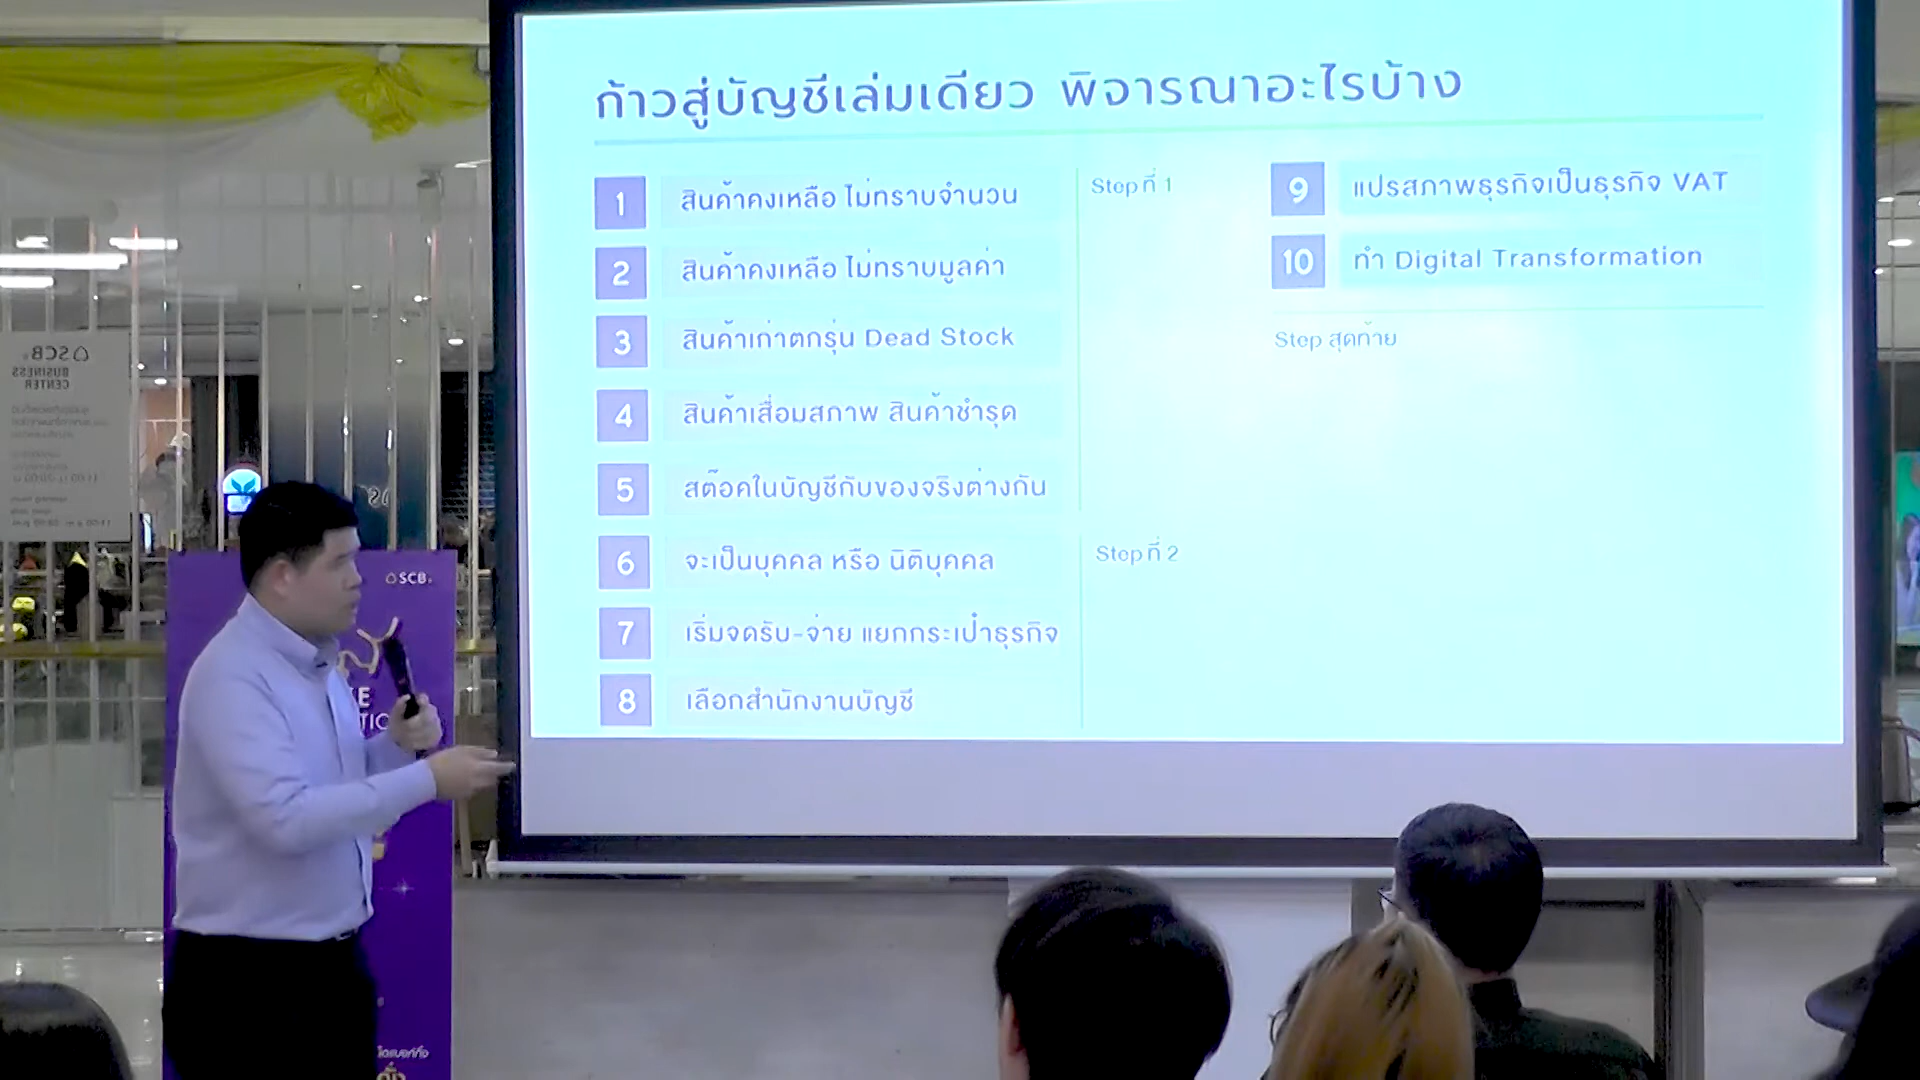 ก้าวสู่บัญชีเล่มเดียว พิจารณาอะไรบ้าง
1 สินค้าคงเหลือ ไม่ทราบจำนวน
2 สินค้าคงเหลือ ไม่ทราบมูลค่า
3 สินค้าเก่าตกรุ่น Dead Stock
4 สินค้าเสื่อมสภาพ สินค้าชำรุด
5 สต๊อคในบัญชีกับของจริงต่างกัน
Step ที่ 1
6 จะเป็นบุคคล หรือ นิติบุคคล
7 เริ่มจดรับ-จ่าย แยกกระเป๋าธุรกิจ
8 เลือกสำนักงานบัญชี
Step ที่ 2
9 แปรสภาพธุรกิจเป็นธุรกิจ VAT
10 ทำ Digital Transformation
Step สุดท้าย
SCB
BUSINESS
CENTER
SCB